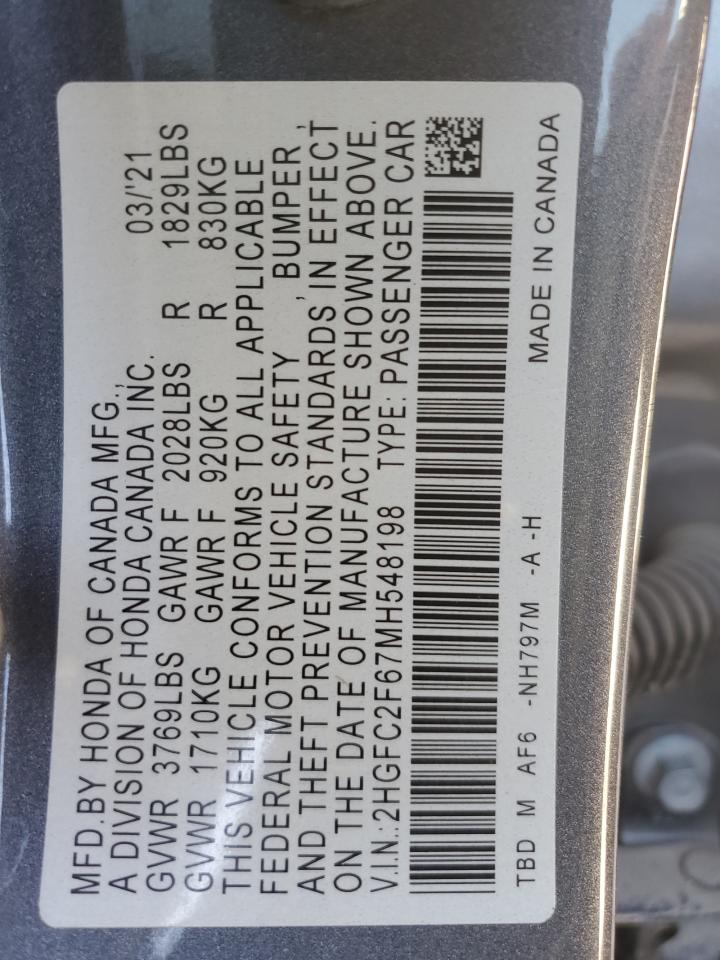 MFD.BY HONDA OF CANADA MFG., 03/'21
A DIVISION OF HONDA CANADA INC.
GVWR 3769LBS GAWR F 2028LBS R 1829LBS
GVWR 1710KG GAWR F 920KG R 830KG
THIS VEHICLE CONFORMS TO ALL APPLICABLE
FEDERAL MOTOR VEHICLE SAFETY , BUMPER ,
AND THEFT PREVENTION STANDARDS IN EFFECT
ON THE DATE OF MANUFACTURE SHOWN ABOVE.
V.I.N.:2HGFC2F67MH548198 TYPE: PASSENGER CAR
TBD M AF6 -NH797M -A -H MADE IN CANADA